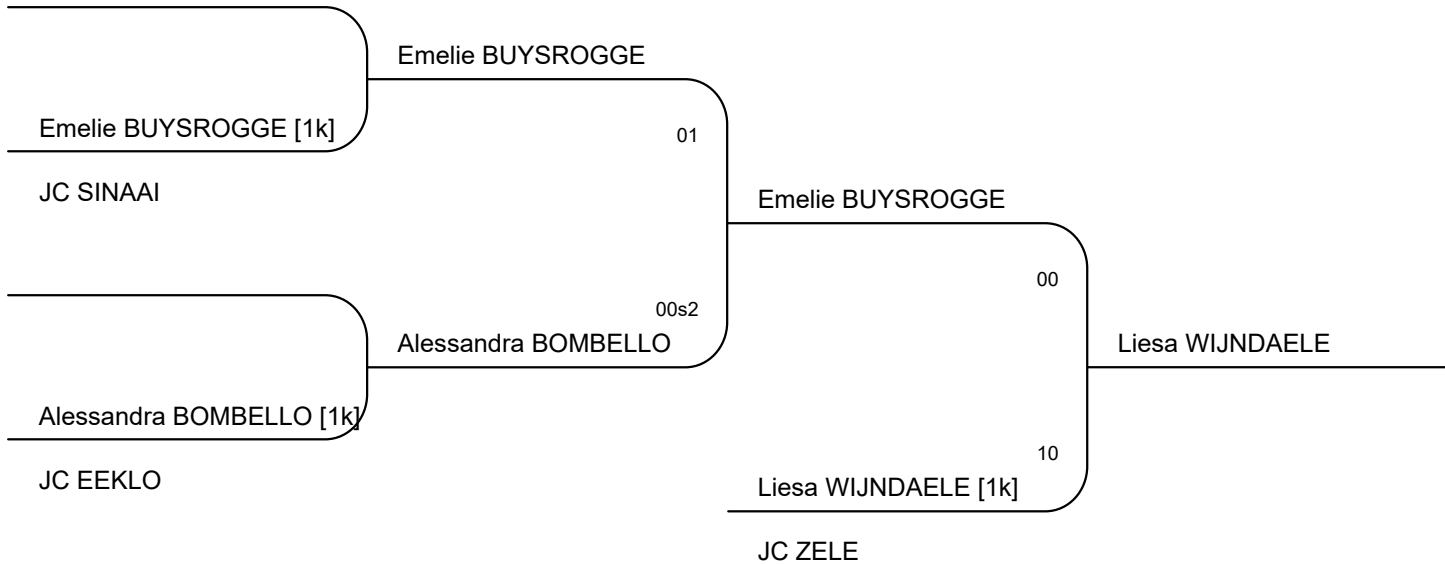 Emelie BUYSROGGE
Emelie BUYSROGGE [1k]
01
JC SINAAI
Emelie BUYSROGGE
00
00s2
Alessandra BOMBELLO
Liesa WIJNDAELE
Alessandra BOMBELLO [1k]
10
JC EEKLO
Liesa WIJNDAELE [1k]
JC ZELE